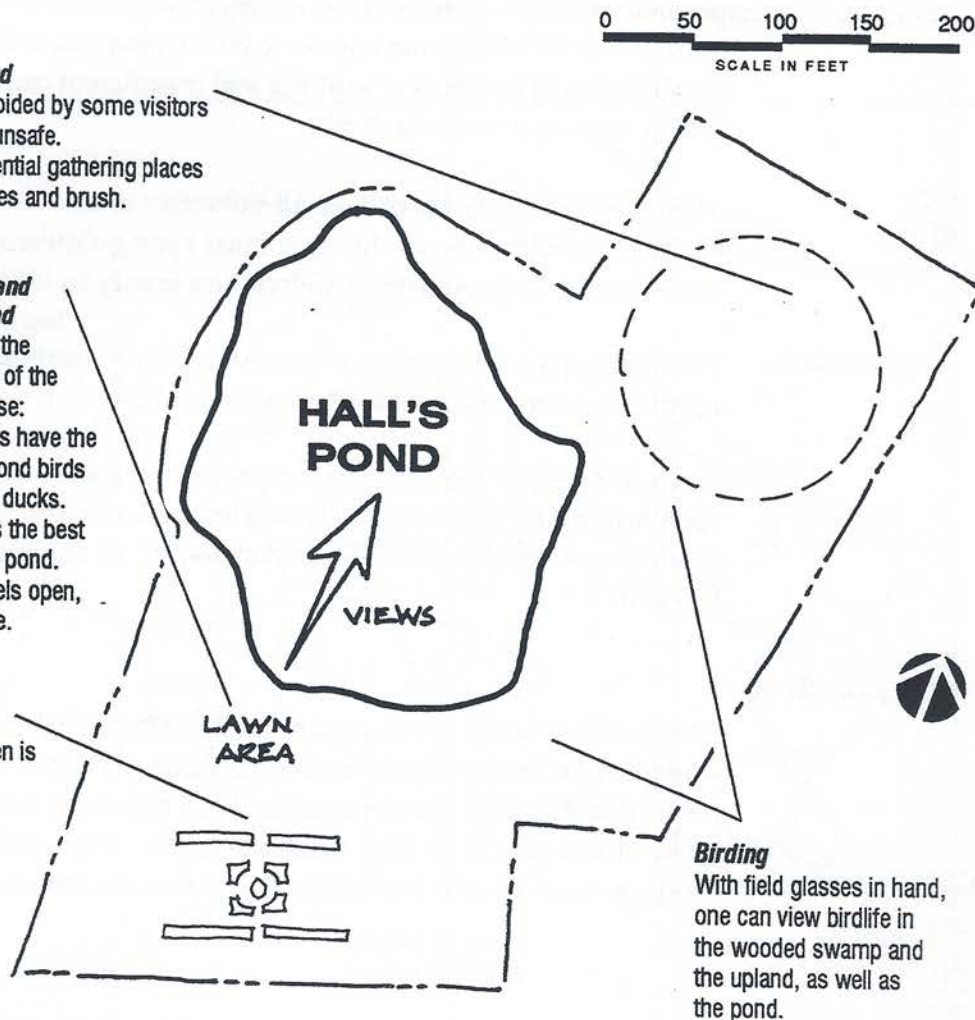 0 50 100 150 200
SCALE IN FEET
oided by some visitors
unsafe.
ential gathering places
es and brush.
and
the
of the
se:
s have the
ond birds
ducks.
s the best
pond.
els open,
e.
en is
HALL'S
POND
VIEWS
LAWN
AREA
Birding
With field glasses in hand,
one can view birdlife in
the wooded swamp and
the upland, as well as
the pond.